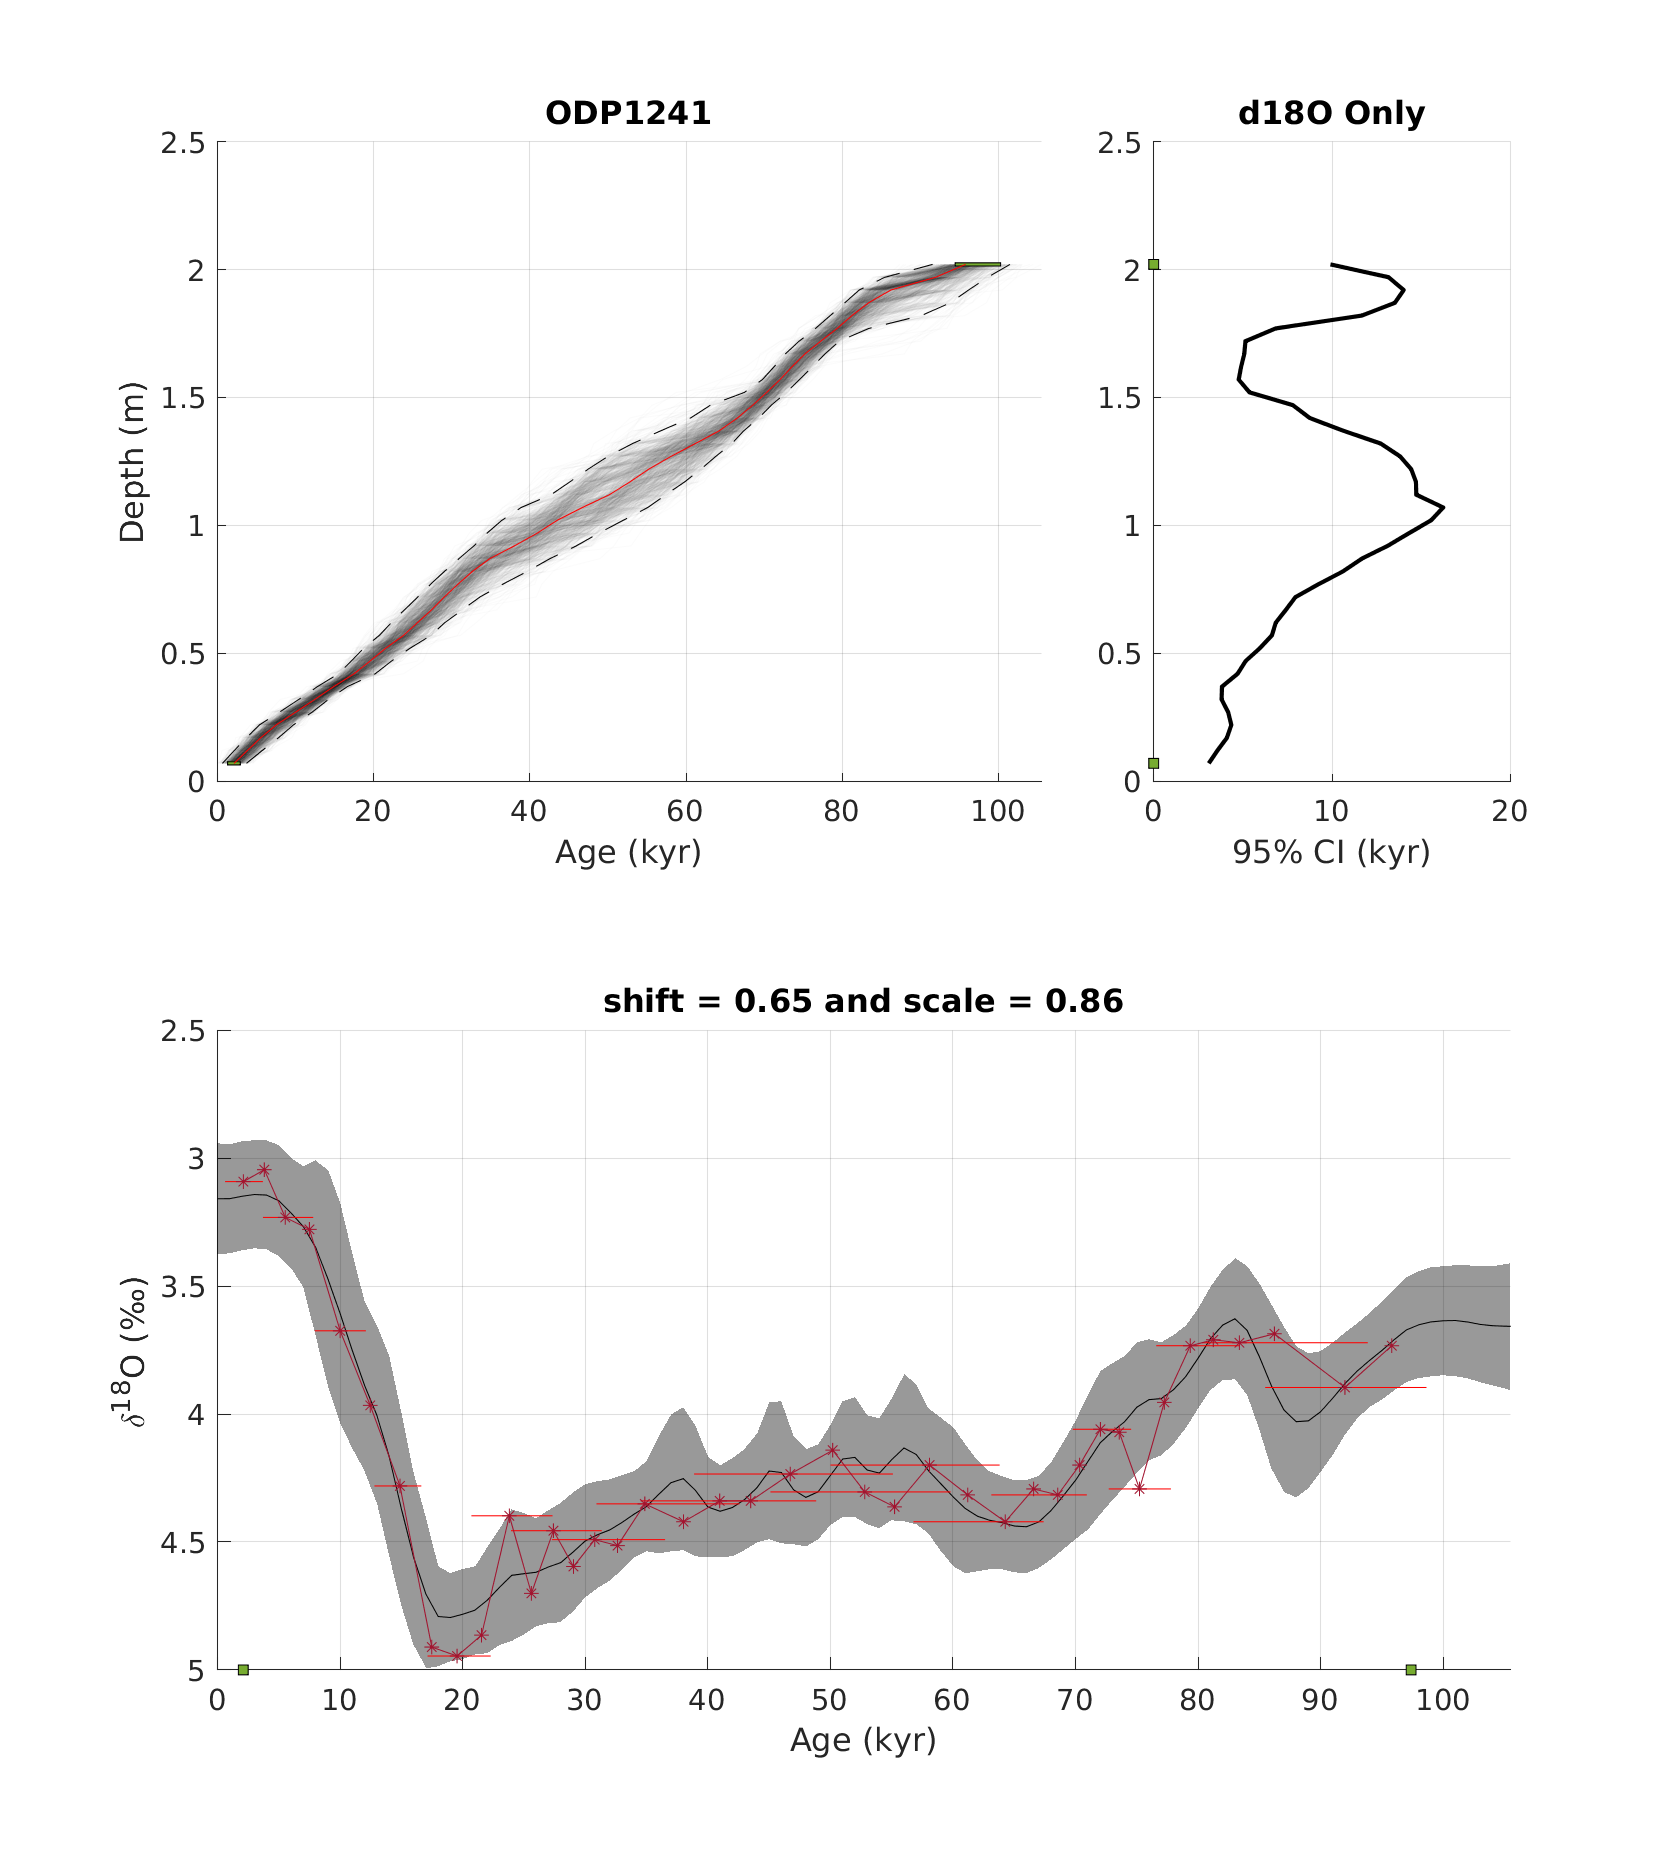 ODP1241
d18O Only
2.5
2
1.5
1
0.5
0
Depth (m)
0 20 40 60 80 100
Age (kyr)
2.5
2
1.5
1
0.5
0
0 10 20
95% CI (kyr)
shift = 0.65 and scale = 0.86
2.5
3
3.5
4
4.5
5
δ18O (‰)
0 10 20 30 40 50 60 70 80 90 100
Age (kyr)